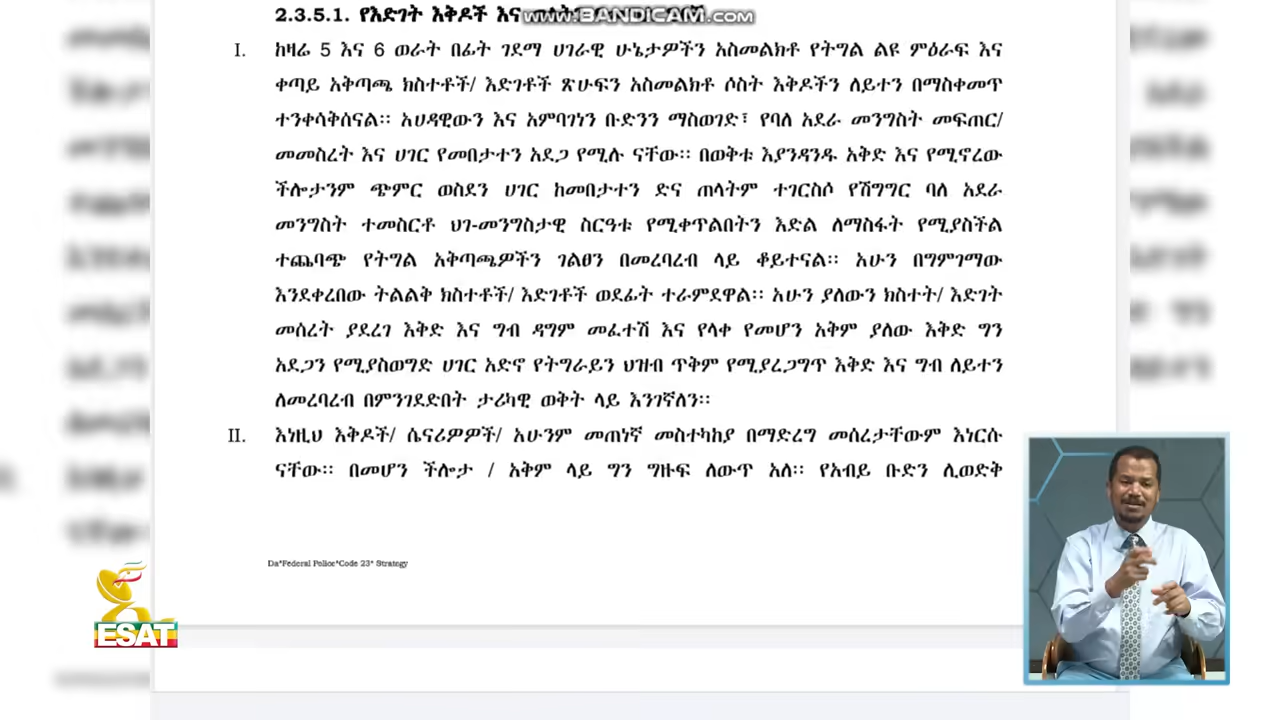 2.3.5.1. የእድገት እቅዶች እና
WWW.BANDICAM.COM
I. ከዛሬ 5 እና 6 ወራት በፊት ገደማ ሀገራዊ ሁኔታዎችን አስመልክቶ የትግል ልዩ ምዕራፍ እና
ቀጣይ አቅጣጫ ክስተቶች/ እድገቶች ጽሁፍን አስመልክቶ ሶስት እቅዶችን ለይተን በማስቀመጥ
ተንቀሳቅሰናል። አሀዳዊውን እና አምባገነን ቡድንን ማስወገድ፣ የባለ አደራ መንግስት መፍጠር/
መመስረት እና ሀገር የመበታተን አደጋ የሚሉ ናቸው። በወቅቱ እያንዳንዱ አቅድ እና የሚኖረው
ችሎታንም ጭምር ወስደን ሀገር ከመበታተን ድና ጠላትም ተገርስሶ የሽግግር ባለ አደራ
መንግስት ተመስርቶ ህገ-መንግስታዊ ስርዓቱ የሚቀጥልበትን እድል ለማስፋት የሚያስችል
ተጨባጭ የትግል አቅጣጫዎችን ገልፀን በመረባረብ ላይ ቆይተናል። አሁን በግምገማው
እንደቀረበው ትልልቅ ክስተቶች/ እድገቶች ወደፊት ተራምደዋል። አሁን ያለውን ክስተት/ እድገት
መሰረት ያደረገ እቅድ እና ግብ ዳግም መፈተሽ እና የላቀ የመሆን አቅም ያለው እቅድ ግን
አደጋን የሚያስወግድ ሀገር አድኖ የትግራይን ህዝብ ጥቅም የሚያረጋግጥ እቅድ እና ግብ ለይተን
ለመረባረብ በምንገደድበት ታሪካዊ ወቅት ላይ እንገኛለን።
II. እነዚህ እቅዶች/ ሴናሪዎዎች/ አሁንም መጠነኛ መስተካከያ በማድረግ መሰረታቸውም እነርሱ
ናቸው። በመሆን ችሎታ / አቅም ላይ ግን ግዙፍ ለውጥ አለ። የአብይ ቡድን ሊወድቅ
Da*Federal Police*Code 23* Strategy
ESAT